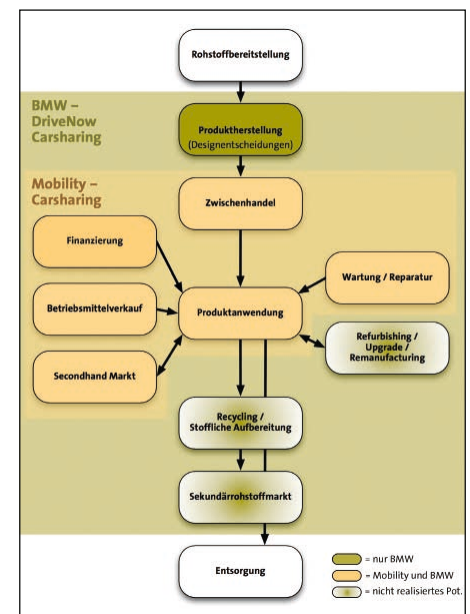 Rohstoffbereitstellung
BMW –
DriveNow
Carsharing
Produktherstellung
(Designentscheidungen)
Mobility –
Carsharing
Zwischenhandel
Finanzierung
Wartung / Reparatur
Betriebsmittelverkauf
Produktanwendung
Refurbishing /
Upgrade /
Remanufacturing
Secondhand Markt
Recycling /
Stoffliche Aufbereitung
Sekundärrohstoffmarkt
Entsorgung
= nur BMW
= Mobility und BMW
= nicht realisiertes Pot.